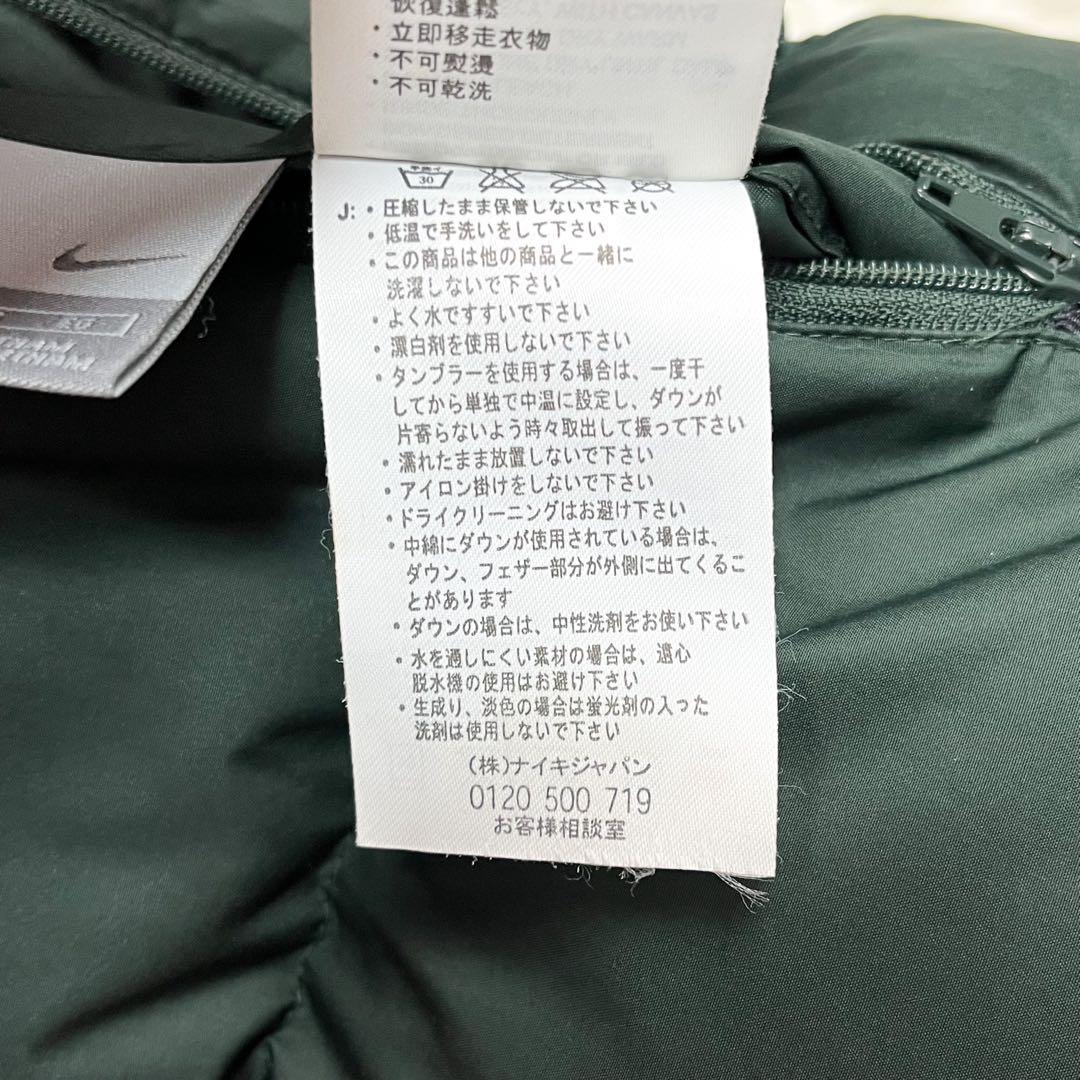 恢復蓬鬆
・立即移走衣物
・不可熨燙
・不可乾洗
手洗イ
30
J: ・圧縮したまま保管しないで下さい
・低温で手洗いをして下さい
・この商品は他の商品と一緒に
洗濯しないで下さい
・よく水ですすいで下さい
・漂白剤を使用しないで下さい
・タンブラーを使用する場合は、一度干
してから単独で中温に設定し、ダウンが
片寄らないよう時々取出して振って下さい
・濡れたまま放置しないで下さい
・アイロン掛けをしないで下さい
・ドライクリーニングはお避け下さい
・中綿にダウンが使用されている場合は、
ダウン、フェザー部分が外側に出てくるこ
とがあります
・ダウンの場合は、中性洗剤をお使い下さい
・水を通しにくい素材の場合は、遠心
脱水機の使用はお避け下さい
・生成り、淡色の場合は蛍光剤の入った
洗剤は使用しないで下さい
(株)ナイキジャパン
0120 500 719
お客様相談室